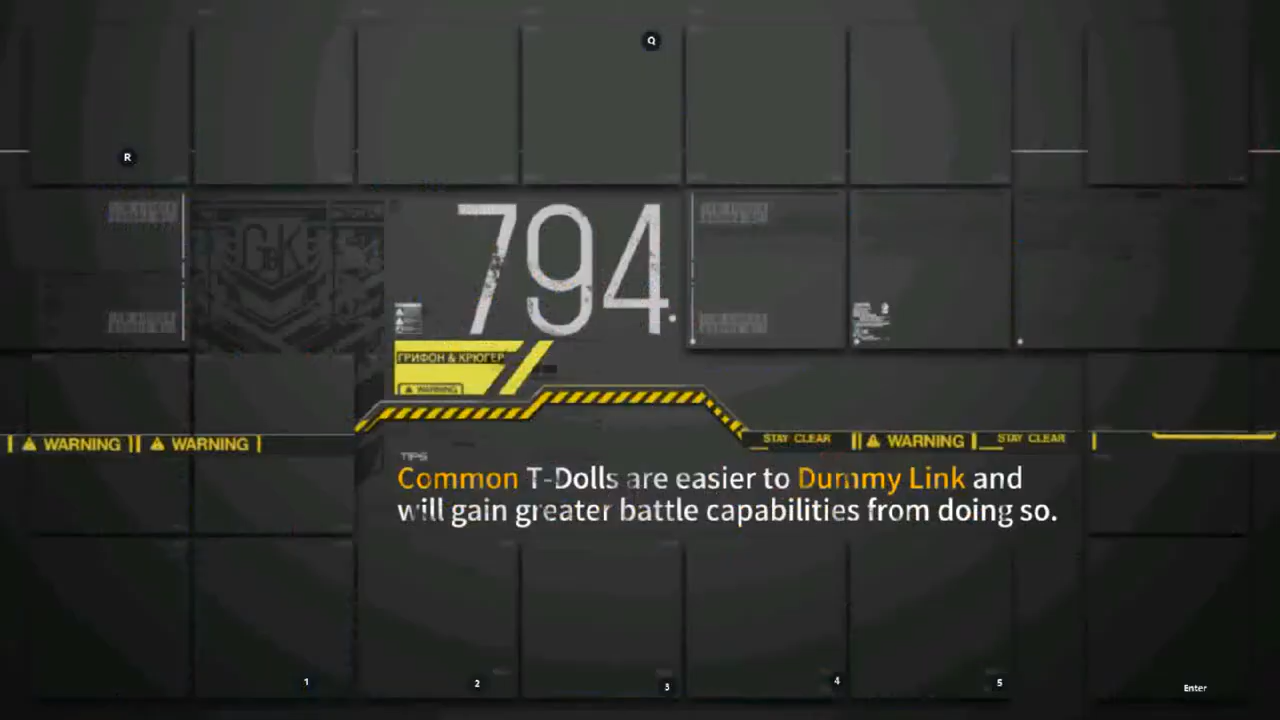 Q
R
G&K
794.
ГРИФОН & КРЮГЕР
WARNING
WARNING
WARNING
STAY CLEAR
WARNING
STAY CLEAR
TIPS
Common T-Dolls are easier to Dummy Link and
will gain greater battle capabilities from doing so.
1
2
3
4
5
Enter